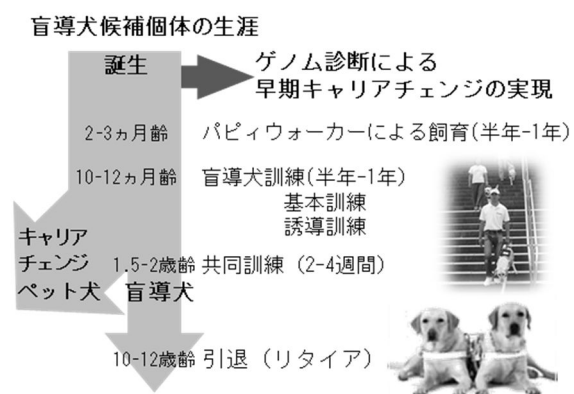 盲導犬候補個体の生涯
誕生
ゲノム診断による
早期キャリアチェンジの実現
2-3ヵ月齢 パピィウォーカーによる飼育(半年-1年)
10-12ヵ月齢 盲導犬訓練(半年-1年)
基本訓練
誘導訓練
キャリア
チェンジ 1.5-2歳齢 共同訓練（2-4週間）
ペット犬 盲導犬
10-12歳齢 引退（リタイア）